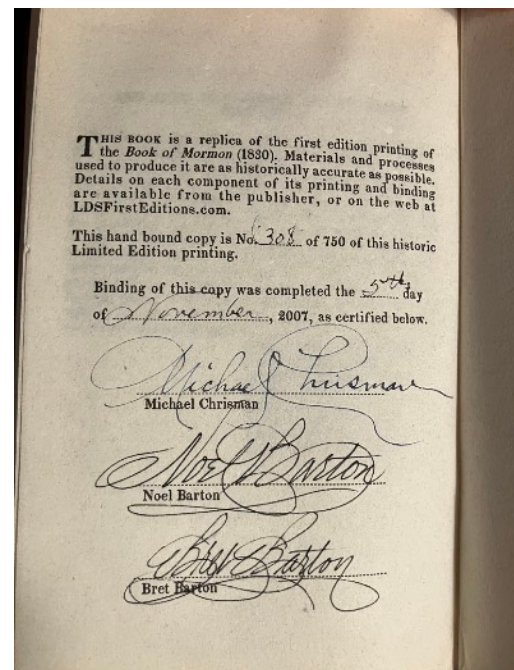 THIS BOOK is a replica of the first edition printing of
the Book of Mormon (1830). Materials and processes
used to produce it are as historically accurate as possible.
Details on each component of its printing and binding
are available from the publisher, or on the web at
LDSFirstEditions.com.
This hand bound copy is No. 308 of 750 of this historic
Limited Edition printing.
Binding of this copy was completed the 5th day
of November, 2007, as certified below.
Michael Chrisman
Michael Chrisman
Noel Barton
Noel Barton
Bret Barton
Bret Barton